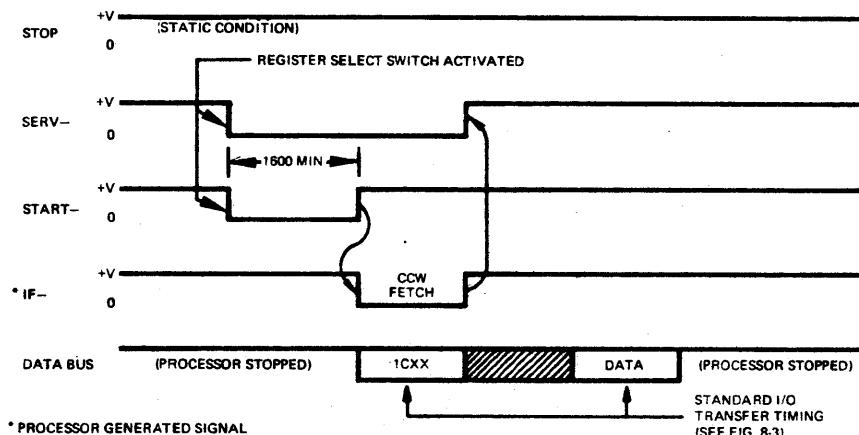 STOP +V (STATIC CONDITION)
0
REGISTER SELECT SWITCH ACTIVATED
SERV– +V
0
1600 MIN
START– +V
0
* IF– +V
0
CCW
FETCH
DATA BUS (PROCESSOR STOPPED) 1CXX DATA (PROCESSOR STOPPED)
STANDARD I/O
TRANSFER TIMING
(SEE FIG. 8-3)
* PROCESSOR GENERATED SIGNAL